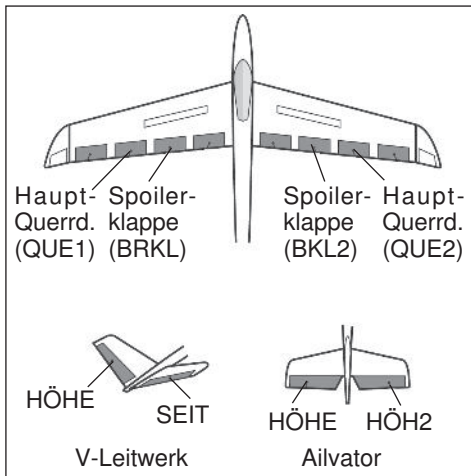 Haupt- Spoiler- Spoiler- Haupt-
Querrd. klappe klappe Querrd.
(QUE1) (BRKL) (BKL2) (QUE2)
HÖHE SEIT HÖHE HÖH2
V-Leitwerk Ailvator